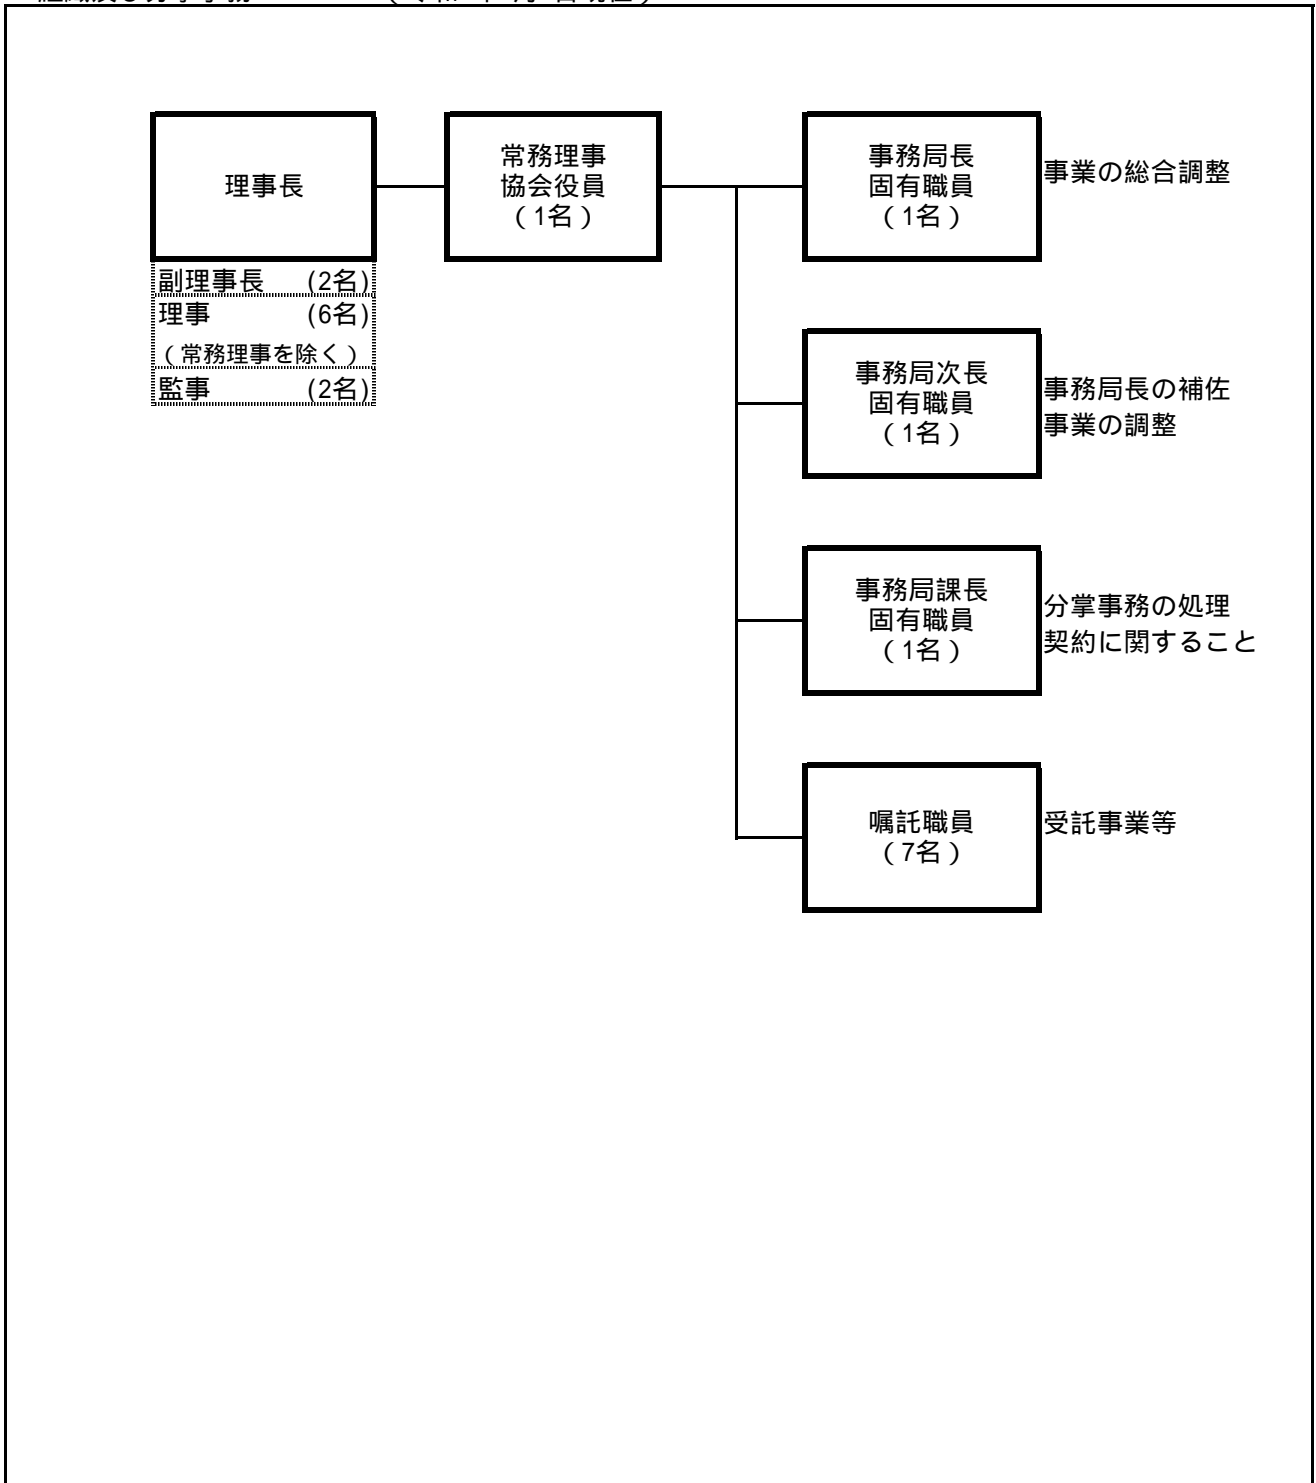 理事長
副理事長 (2名)
理事 (6名)
(常務理事を除く)
監事 (2名)
常務理事
協会役員
(1名)
事務局長
固有職員
(1名)
事業の総合調整
事務局次長
固有職員
(1名)
事務局長の補佐
事業の調整
事務局課長
固有職員
(1名)
分掌事務の処理
契約に関すること
嘱託職員
(7名)
受託事業等